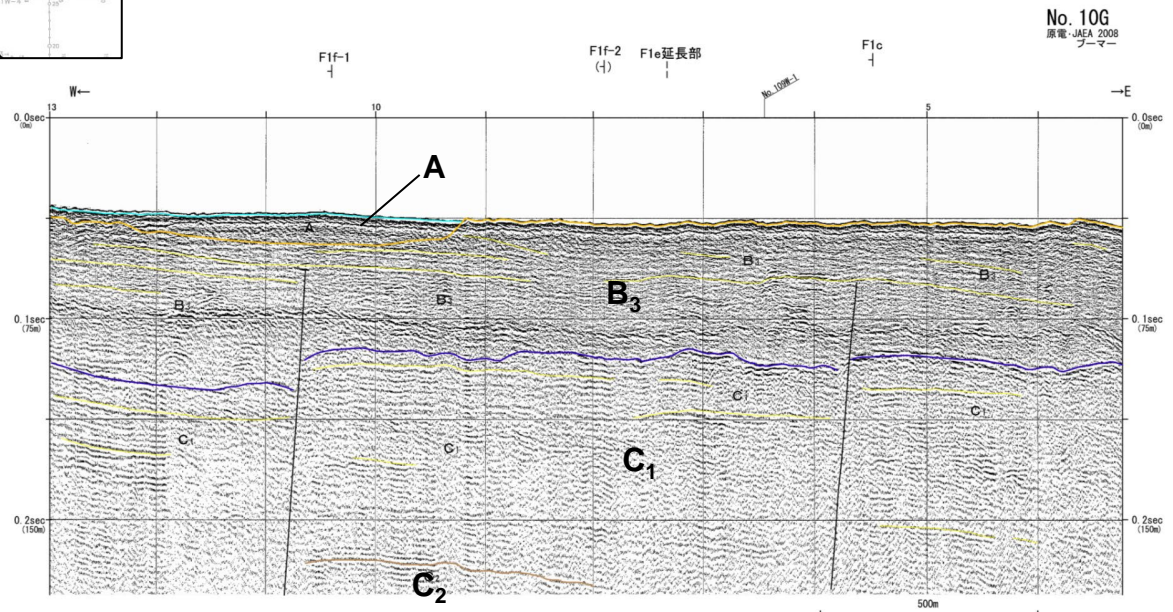 No. 10G
原電・JAEA 2008
ブーマー
F1f-1
F1f-2
(┤)
F1e延長部
F1c
No.109W-1
W←
→E
13
10
5
0.0sec
(0m)
0.0sec
(0m)
A
A
B₃
B₃
B₃
B₃
B₃
0.1sec
(75m)
0.1sec
(75m)
C₁
C₁
C₁
C₁
C₁
0.2sec
(150m)
0.2sec
(150m)
C₂
500m